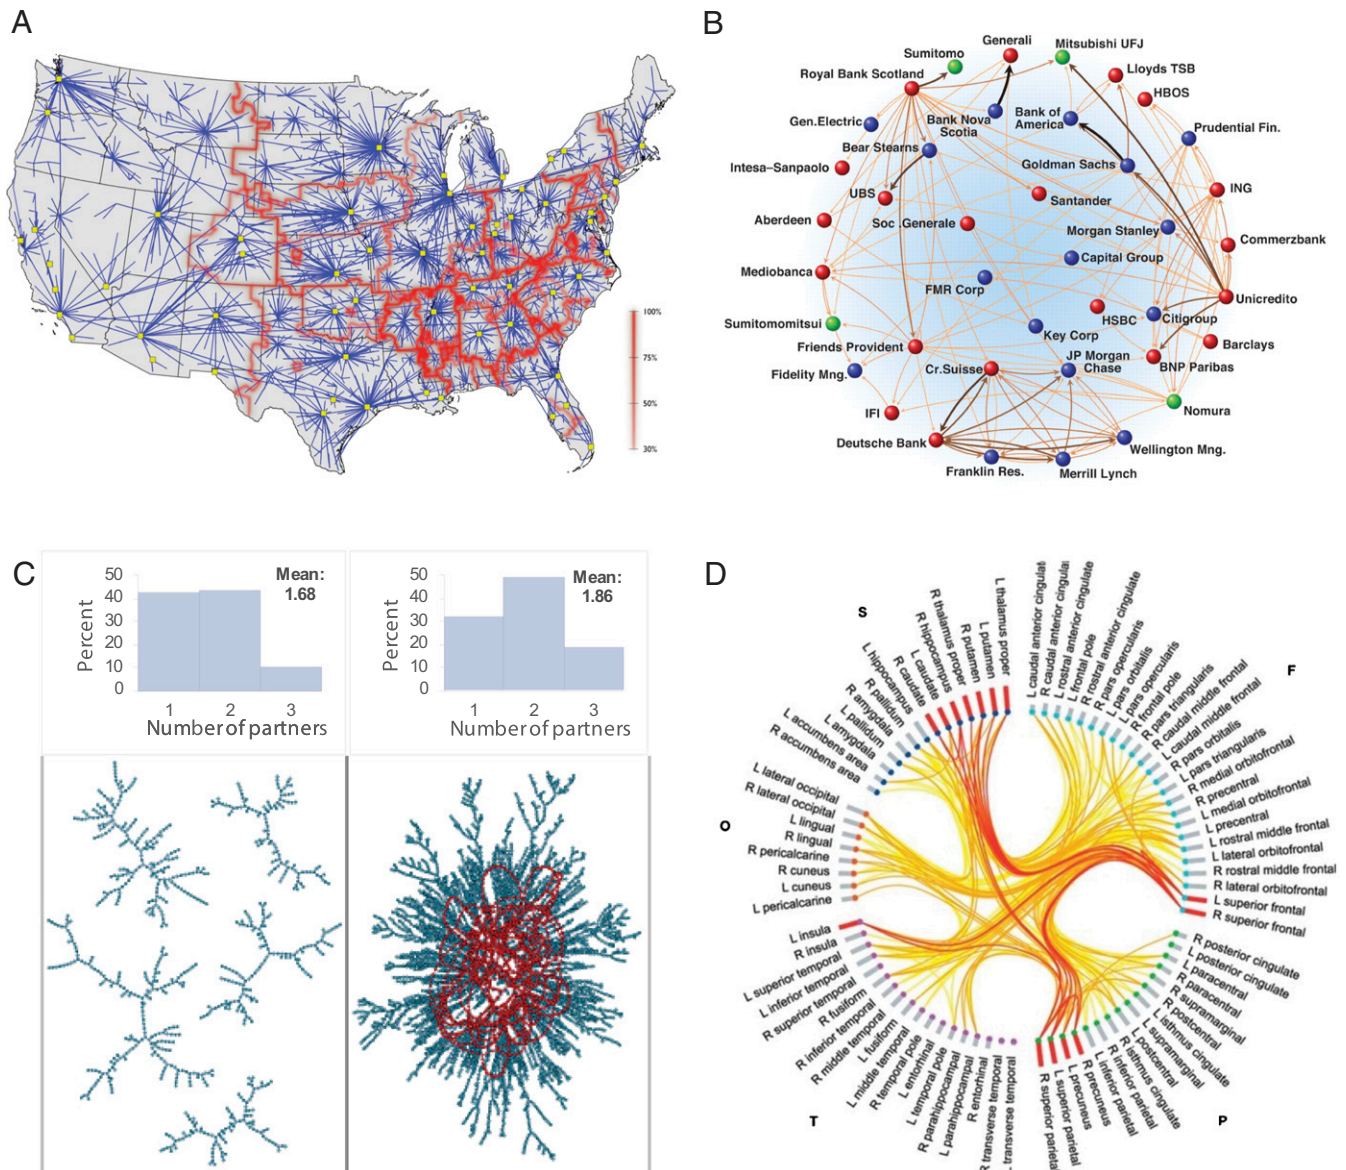 A
100%
75%
50%
30%
B
Generali
Mitsubishi UFJ
Sumitomo
Lloyds TSB
Royal Bank Scotland
HBOS
Gen.Electric
Bank Nova
Scotia
Bank of
America
Prudential Fin.
Bear Stearns
Goldman Sachs
Intesa–Sanpaolo
UBS
Santander
ING
Aberdeen
Soc .Generale
Morgan Stanley
Commerzbank
Mediobanca
Capital Group
FMR Corp
Unicredito
Sumitomomitsui
HSBC
Citigroup
Key Corp
Friends Provident
Barclays
JP Morgan
Chase
BNP Paribas
Fidelity Mng.
Cr.Suisse
Nomura
IFI
Deutsche Bank
Wellington Mng.
Franklin Res.
Merrill Lynch
C
50
40
30
20
10
0
Percent
Mean:
1.68
1 2 3
Number of partners
50
40
30
20
10
0
Percent
Mean:
1.86
1 2 3
Number of partners
D
S
L thalamus proper
L putamen
R putamen
R thalamus proper
R hippocampus
L caudate
R caudate
L hippocampus
R pallidum
R amygdala
L pallidum
L amygdala
L accumbens area
R accumbens area
F
L caudal anterior cingulat
R caudal anterior cingulate
L rostral anterior cingulate
L frontal pole
R rostral anterior cingulate
R pars opercularis
L pars orbitalis
L pars opercularis
R frontal pole
R pars triangularis
R caudal middle frontal
L caudal middle frontal
R pars orbitalis
L pars triangularis
R medial orbitofrontal
R precentral
L medial orbitofrontal
L precentral
L rostral middle frontal
L lateral orbitofrontal
R rostral middle frontal
R lateral orbitofrontal
L superior frontal
R superior frontal
O
L lateral occipital
R lateral occipital
L lingual
R lingual
R pericalcarine
R cuneus
L cuneus
L pericalcarine
T
L insula
R insula
L superior temporal
L inferior temporal
R superior temporal
R fusiform
R inferior temporal
R middle temporal
L fusiform
L middle temporal
R temporal pole
L entorhinal
L temporal pole
R parahippocampal
L parahippocampal
R entorhinal
R transverse temporal
L transverse temporal
P
R posterior cingulate
L posterior cingulate
L paracentral
R paracentral
R supramarginal
R postcentral
L isthmus cingulate
L supramarginal
L postcentral
R isthmus cingulate
R inferior parietal
L inferior parietal
R precuneus
L precuneus
L superior parietal
R superior parietal